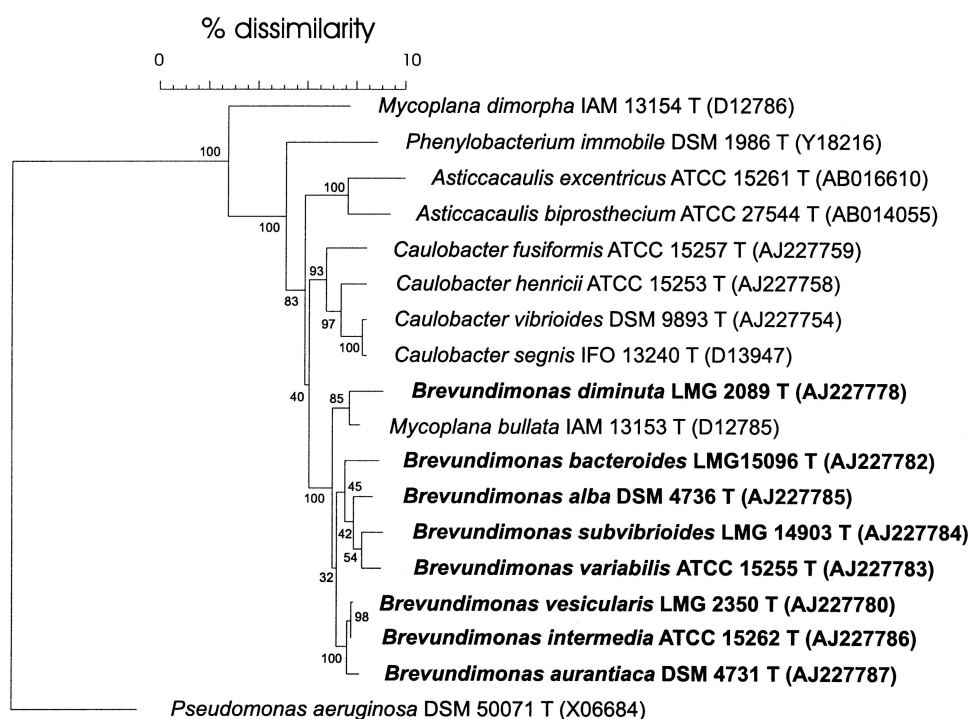 % dissimilarity
0 10
Mycoplana dimorpha IAM 13154 T (D12786)
100
Phenylobacterium immobile DSM 1986 T (Y18216)
100
Asticcacaulis excentricus ATCC 15261 T (AB016610)
100
Asticcacaulis biprosthecium ATCC 27544 T (AB014055)
83
Caulobacter fusiformis ATCC 15257 T (AJ227759)
93
Caulobacter henricii ATCC 15253 T (AJ227758)
97
Caulobacter vibrioides DSM 9893 T (AJ227754)
100
Caulobacter segnis IFO 13240 T (D13947)
40
Brevundimonas diminuta LMG 2089 T (AJ227778)
85
Mycoplana bullata IAM 13153 T (D12785)
100
Brevundimonas bacteroides LMG15096 T (AJ227782)
45
Brevundimonas alba DSM 4736 T (AJ227785)
42
Brevundimonas subvibrioides LMG 14903 T (AJ227784)
54
Brevundimonas variabilis ATCC 15255 T (AJ227783)
32
Brevundimonas vesicularis LMG 2350 T (AJ227780)
98
Brevundimonas intermedia ATCC 15262 T (AJ227786)
100
Brevundimonas aurantiaca DSM 4731 T (AJ227787)
Pseudomonas aeruginosa DSM 50071 T (X06684)